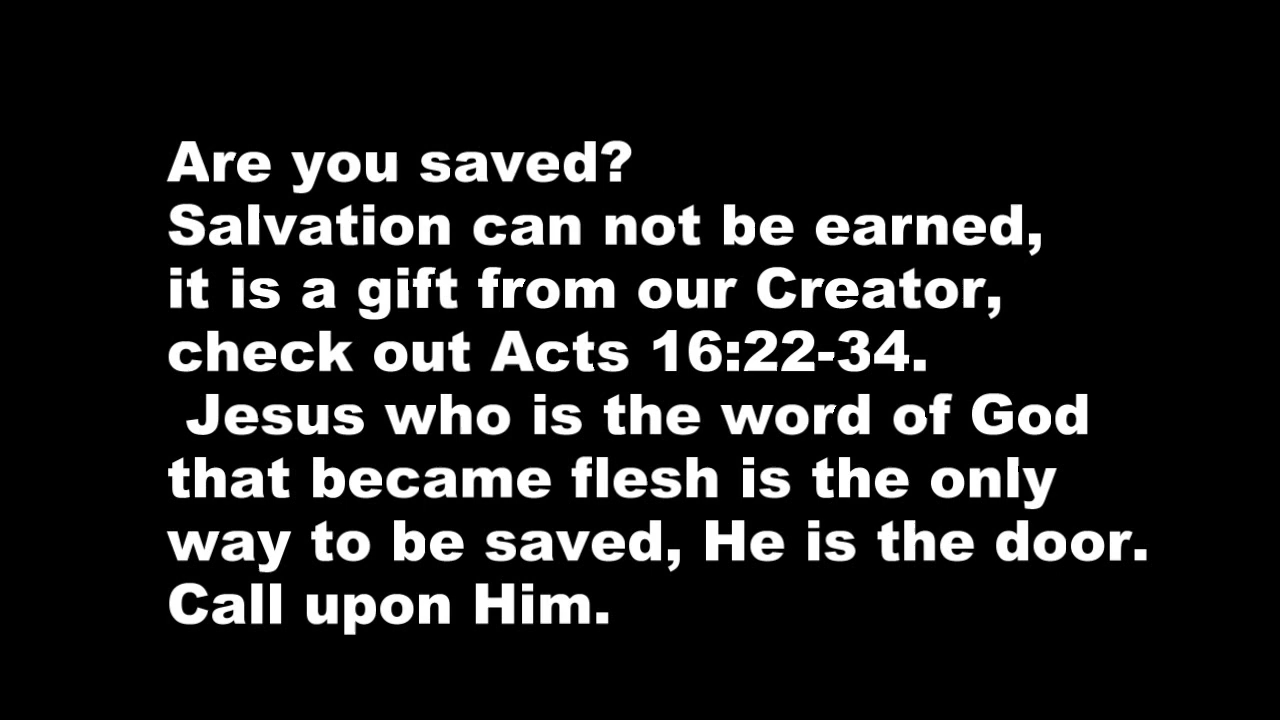 Are you saved?
Salvation can not be earned,
it is a gift from our Creator,
check out Acts 16:22-34.
Jesus who is the word of God
that became flesh is the only
way to be saved, He is the door.
Call upon Him.